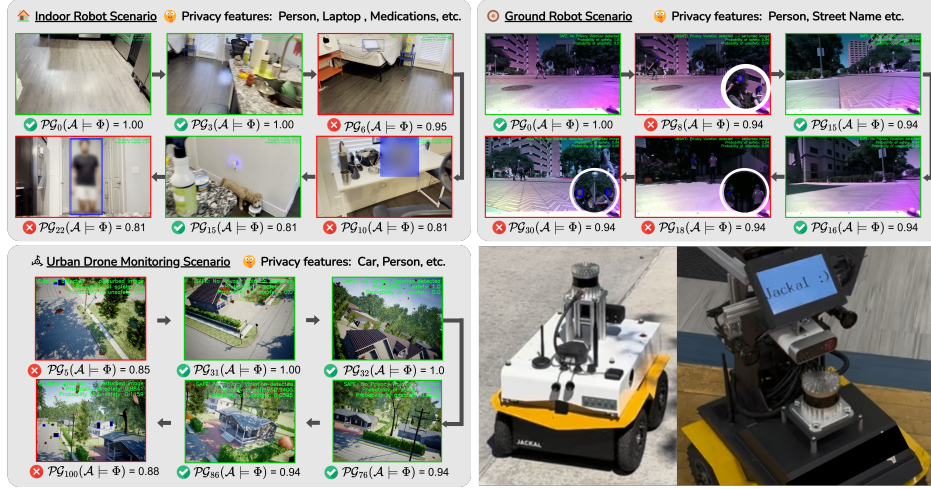 Indoor Robot Scenario Privacy features: Person, Laptop , Medications, etc.
𝒫𝒢₀(𝒜 ⊨ Φ) = 1.00
𝒫𝒢₃(𝒜 ⊨ Φ) = 1.00
𝒫𝒢₆(𝒜 ⊨ Φ) = 0.95
𝒫𝒢₂₂(𝒜 ⊨ Φ) = 0.81
𝒫𝒢₁₅(𝒜 ⊨ Φ) = 0.81
𝒫𝒢₁₀(𝒜 ⊨ Φ) = 0.81
Ground Robot Scenario Privacy features: Person, Street Name etc.
𝒫𝒢₀(𝒜 ⊨ Φ) = 1.00
𝒫𝒢₈(𝒜 ⊨ Φ) = 0.94
𝒫𝒢₁₅(𝒜 ⊨ Φ) = 0.94
𝒫𝒢₃₀(𝒜 ⊨ Φ) = 0.94
𝒫𝒢₁₈(𝒜 ⊨ Φ) = 0.94
𝒫𝒢₁₆(𝒜 ⊨ Φ) = 0.94
Urban Drone Monitoring Scenario Privacy features: Car, Person, etc.
𝒫𝒢₅(𝒜 ⊨ Φ) = 0.85
𝒫𝒢₃₁(𝒜 ⊨ Φ) = 1.00
𝒫𝒢₃₂(𝒜 ⊨ Φ) = 1.0
𝒫𝒢₁₀₀(𝒜 ⊨ Φ) = 0.88
𝒫𝒢₈₆(𝒜 ⊨ Φ) = 0.94
𝒫𝒢₇₆(𝒜 ⊨ Φ) = 0.94
JACKAL
Jackal :)